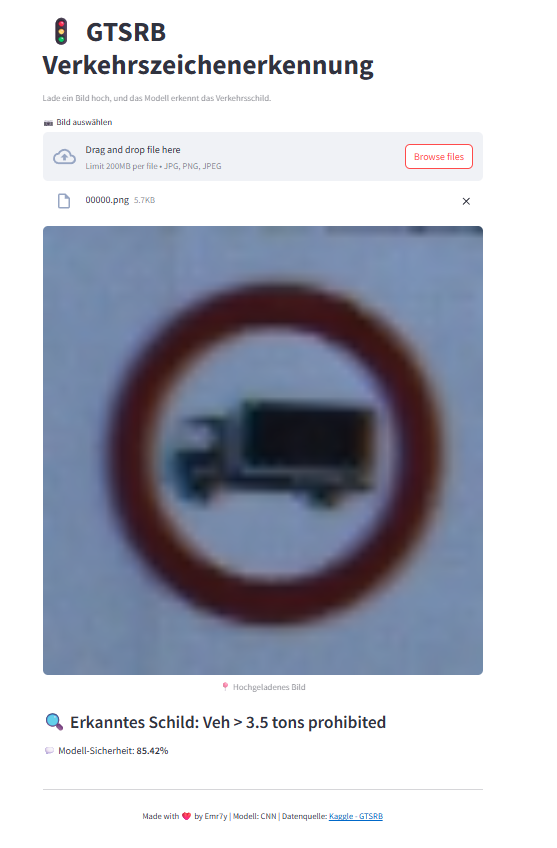 🚦 GTSRB
Verkehrszeichenerkennung
Lade ein Bild hoch, und das Modell erkennt das Verkehrsschild.
📷 Bild auswählen
Drag and drop file here
Limit 200MB per file • JPG, PNG, JPEG
Browse files
00000.png 5.7KB
📍 Hochgeladenes Bild
🔍 Erkanntes Schild: Veh > 3.5 tons prohibited
💬 Modell-Sicherheit: 85.42%
Made with ❤️ by Emr7y | Modell: CNN | Datenquelle: Kaggle - GTSRB